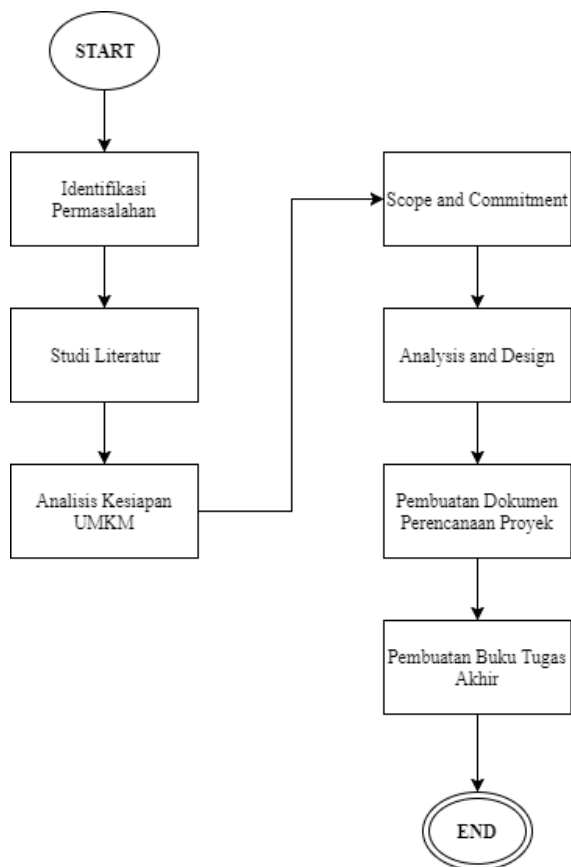 START
Identifikasi
Permasalahan
Studi Literatur
Analisis Kesiapan
UMKM
Scope and Commitment
Analysis and Design
Pembuatan Dokumen
Perencanaan Proyek
Pembuatan Buku Tugas
Akhir
END